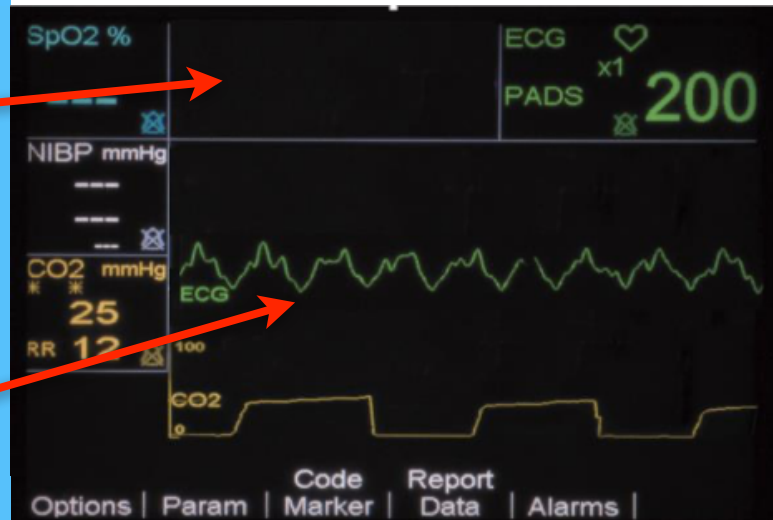 SpO2 %
---
ECG
x1
PADS
200
NIBP mmHg
---
---
---
CO2 mmHg
* *
25
RR 12
ECG
100
CO2
0
Code Marker
Report Data
Options | Param | | | Alarms |